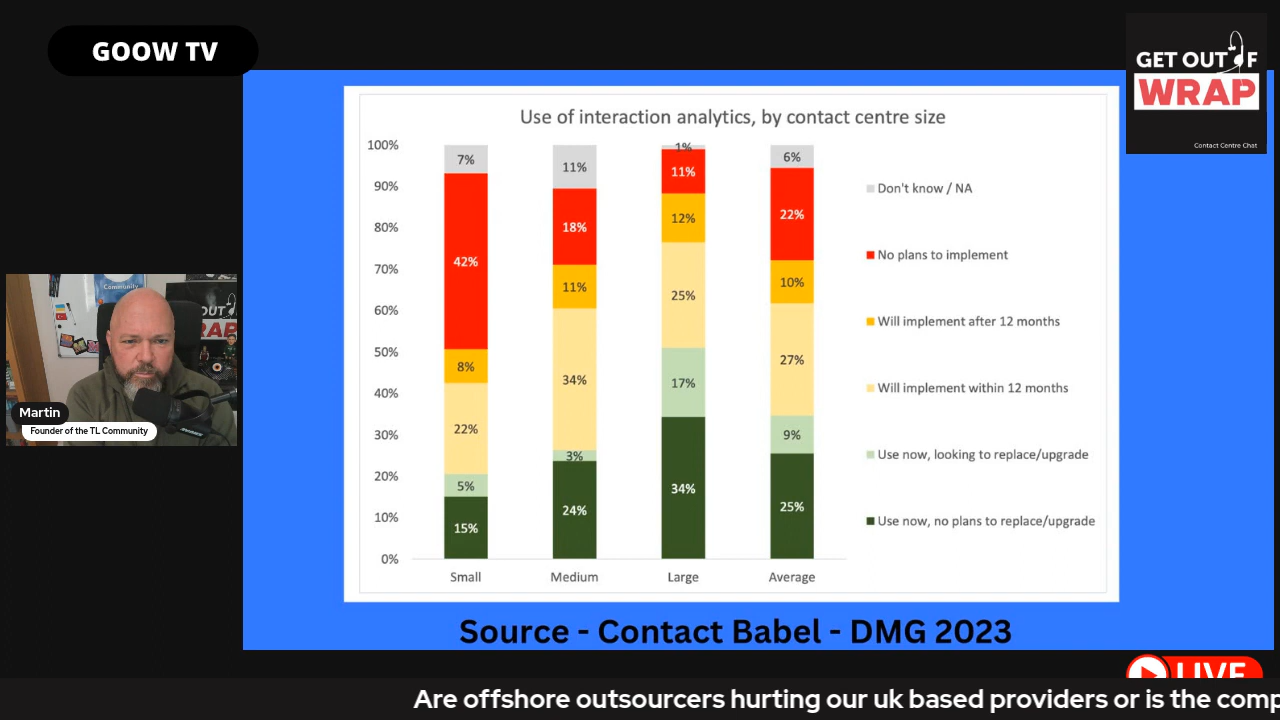 GOOW TV
GET OUT OF
WRAP
Contact Centre Chat
Use of interaction analytics, by contact centre size
100%
90%
80%
70%
60%
50%
40%
30%
20%
10%
0%
7%
42%
8%
22%
5%
15%
11%
18%
11%
34%
3%
24%
1%
11%
12%
25%
17%
34%
6%
22%
10%
27%
9%
25%
Small
Medium
Large
Average
Don't know / NA
No plans to implement
Will implement after 12 months
Will implement within 12 months
Use now, looking to replace/upgrade
Use now, no plans to replace/upgrade
Community
OUT
WRAP
Martin
Founder of the TL Community
Source - Contact Babel - DMG 2023
LIVE
Are offshore outsourcers hurting our uk based providers or is the comp